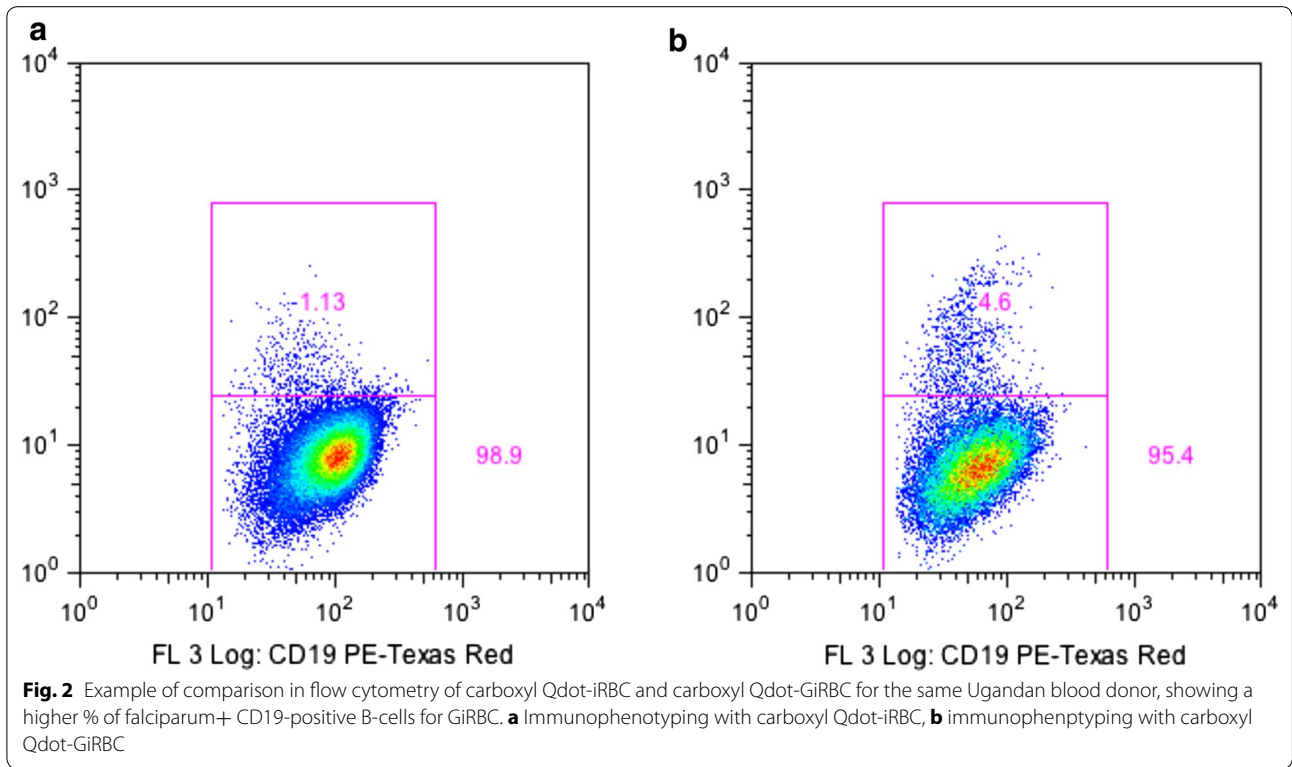 a
10^4
10^3
10^2
10^1
10^0
1.13
98.9
10^0 10^1 10^2 10^3 10^4
FL 3 Log: CD19 PE-Texas Red
b
10^4
10^3
10^2
10^1
10^0
4.6
95.4
10^0 10^1 10^2 10^3 10^4
FL 3 Log: CD19 PE-Texas Red
Fig. 2 Example of comparison in flow cytometry of carboxyl Qdot-iRBC and carboxyl Qdot-GiRBC for the same Ugandan blood donor, showing a
higher % of falciparum+ CD19-positive B-cells for GiRBC. a Immunophenotyping with carboxyl Qdot-iRBC, b immunophenptyping with carboxyl
Qdot-GiRBC